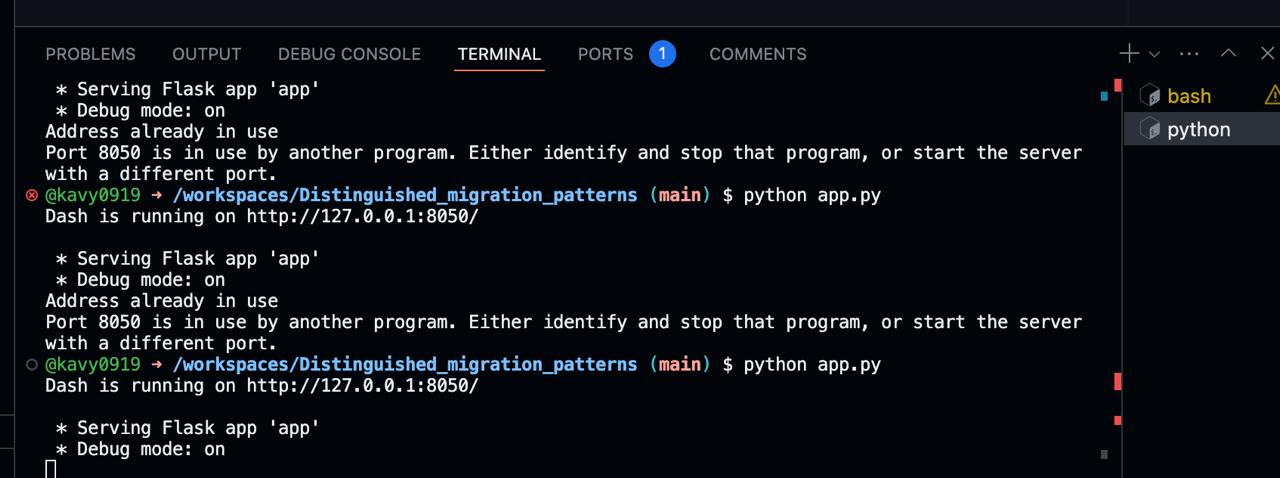 PROBLEMS OUTPUT DEBUG CONSOLE TERMINAL PORTS 1 COMMENTS
* Serving Flask app 'app'
* Debug mode: on
Address already in use
Port 8050 is in use by another program. Either identify and stop that program, or start the server
with a different port.
@kavy0919 → /workspaces/Distinguished_migration_patterns (main) $ python app.py
Dash is running on http://127.0.0.1:8050/
* Serving Flask app 'app'
* Debug mode: on
Address already in use
Port 8050 is in use by another program. Either identify and stop that program, or start the server
with a different port.
@kavy0919 → /workspaces/Distinguished_migration_patterns (main) $ python app.py
Dash is running on http://127.0.0.1:8050/
* Serving Flask app 'app'
* Debug mode: on
bash
python